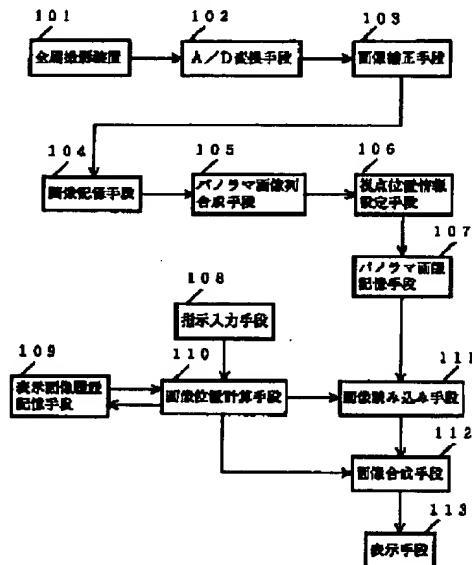 101
全周撮影装置
102
A/D変換手段
103
画像補正手段
104
画像記憶手段
105
パノラマ画像列
合成手段
106
視点位置情報
設定手段
107
パノラマ画像
記憶手段
108
指示入力手段
109
表示画像履歴
記憶手段
110
画像位置計算手段
111
画像読み込み手段
112
画像合成手段
113
表示手段